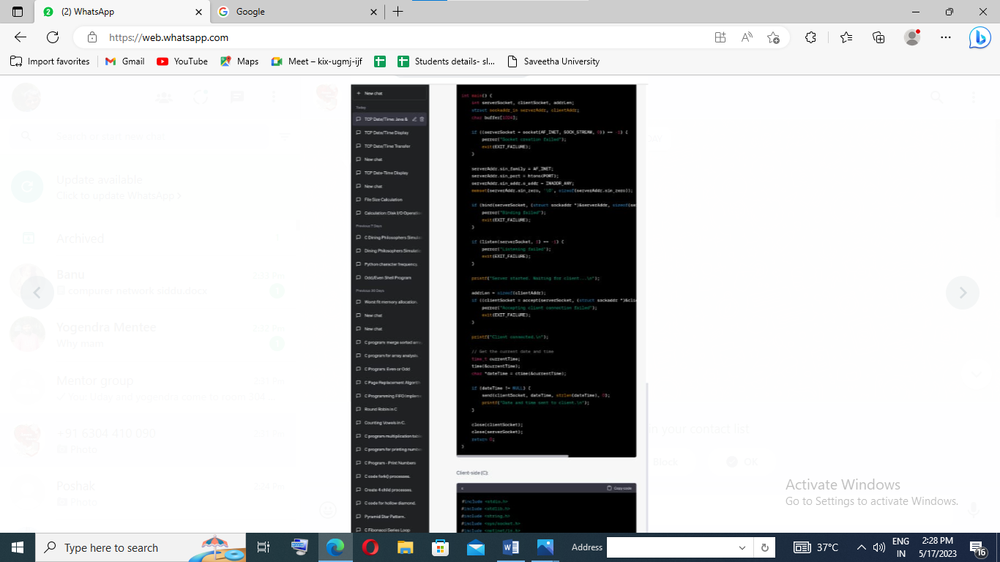 (2) WhatsApp
Google
https://web.whatsapp.com
Import favorites
Gmail
YouTube
Maps
Meet – kix-ugmj-ijf
Students details- sl...
Saveetha University
Search or start new chat
Update available
Click to update WhatsApp ›
Archived
Banu
computer network siddu.docx
Yogendra Mentee
Why mam
Mentor group
+91 6304 410 090
Photo
Poshak
Photo
+ New chat
Today
TCP Date/Time Java &
TCP Date/Time Display
TCP Date/Time Transfer
New chat
TCP Date-Time Display
New chat
File Size Calculation
Calculation Disk I/O Operatio
Previous 7 Days
C Dining Philosophers Simula
Dining Philosophers Simulati
Python character frequency.
Odd/Even Shell Program
Previous 30 Days
Worst fit memory allocation.
New chat
New chat
C program: merge sorted arra
C program for array analysis.
C Program: Even or Odd
C Page Replacement Algorith
C Programming FIFO Implem
Round Robin in C
Counting Vowels in C.
C program multiplication table
C program for printing numbe
C Program - Print Numbers
C code fork() processes.
Create 4 child processes.
C code for hollow diamond.
Pyramid Star Pattern.
C Fibonacci Series Loop
int main() {
int serverSocket, clientSocket, addrLen;
struct sockaddr_in serverAddr, clientAddr;
char buffer[1024];
if ((serverSocket = socket(AF_INET, SOCK_STREAM, 0)) == -1) {
perror("Socket creation failed");
exit(EXIT_FAILURE);
}
serverAddr.sin_family = AF_INET;
serverAddr.sin_port = htons(PORT);
serverAddr.sin_addr.s_addr = INADDR_ANY;
memset(serverAddr.sin_zero, '\0', sizeof(serverAddr.sin_zero));
if (bind(serverSocket, (struct sockaddr *)&serverAddr, sizeof(se
perror("Binding failed");
exit(EXIT_FAILURE);
}
if (listen(serverSocket, 3) == -1) {
perror("Listening failed");
exit(EXIT_FAILURE);
}
printf("Server started. Waiting for client...\n");
addrLen = sizeof(clientAddr);
if ((clientSocket = accept(serverSocket, (struct sockaddr *)&cli
perror("Accepting client connection failed");
exit(EXIT_FAILURE);
}
printf("Client connected.\n");
// Get the current date and time
time_t currentTime;
time(&currentTime);
char *dateTime = ctime(&currentTime);
if (dateTime != NULL) {
send(clientSocket, dateTime, strlen(dateTime), 0);
printf("Date and time sent to client.\n");
}
close(clientSocket);
close(serverSocket);
return 0;
}
Client-side (C):
c
Copy code
#include <stdio.h>
#include <stdlib.h>
#include <string.h>
#include <sys/socket.h>
#include <netinet/in.h>
n your contact list
Block
OK
Activate Windows
Go to Settings to activate Windows.
Type here to search
Address
37°C
ENG
IN
2:28 PM
5/17/2023
16